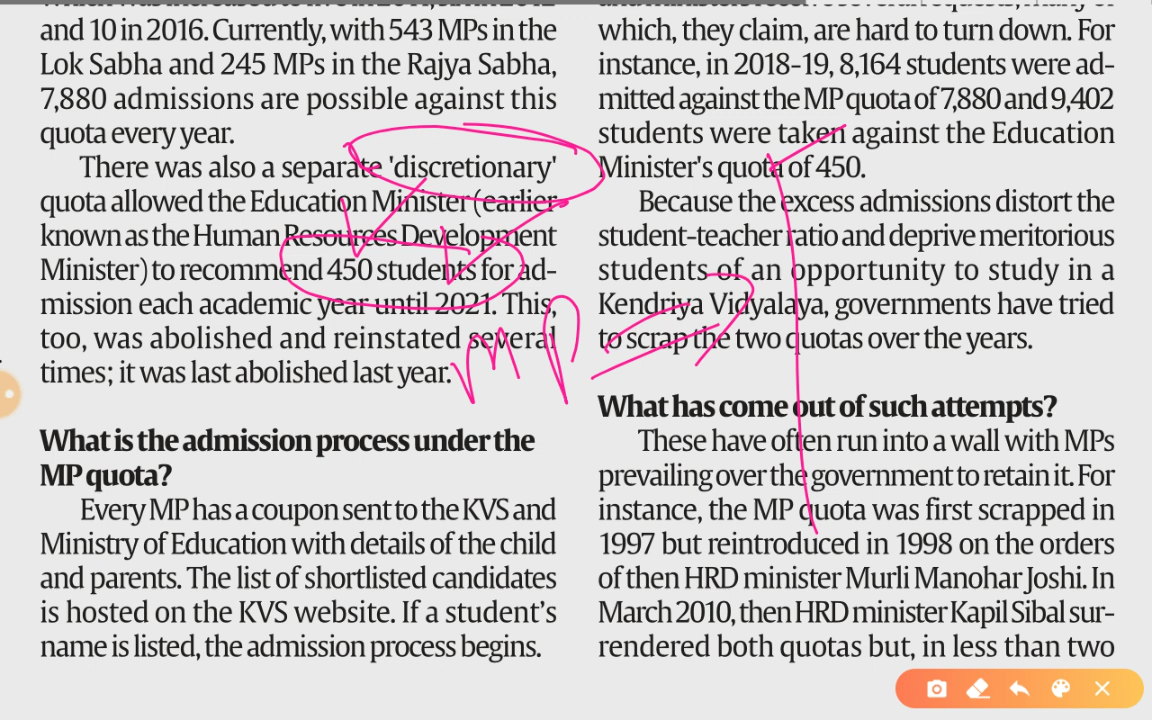 and 10 in 2016. Currently, with 543 MPs in the
Lok Sabha and 245 MPs in the Rajya Sabha,
7,880 admissions are possible against this
quota every year.
There was also a separate 'discretionary'
quota allowed the Education Minister (earlier
known as the Human Resources Development
Minister) to recommend 450 students for ad-
mission each academic year until 2021. This,
too, was abolished and reinstated several
times; it was last abolished last year.
MP
What is the admission process under the
MP quota?
Every MP has a coupon sent to the KVS and
Ministry of Education with details of the child
and parents. The list of shortlisted candidates
is hosted on the KVS website. If a student's
name is listed, the admission process begins.
which, they claim, are hard to turn down. For
instance, in 2018-19, 8,164 students were ad-
mitted against the MP quota of 7,880 and 9,402
students were taken against the Education
Minister's quota of 450.
Because the excess admissions distort the
student-teacher ratio and deprive meritorious
students of an opportunity to study in a
Kendriya Vidyalaya, governments have tried
to scrap the two quotas over the years.
What has come out of such attempts?
These have often run into a wall with MPs
prevailing over the government to retain it. For
instance, the MP quota was first scrapped in
1997 but reintroduced in 1998 on the orders
of then HRD minister Murli Manohar Joshi. In
March 2010, then HRD minister Kapil Sibal sur-
rendered both quotas but, in less than two